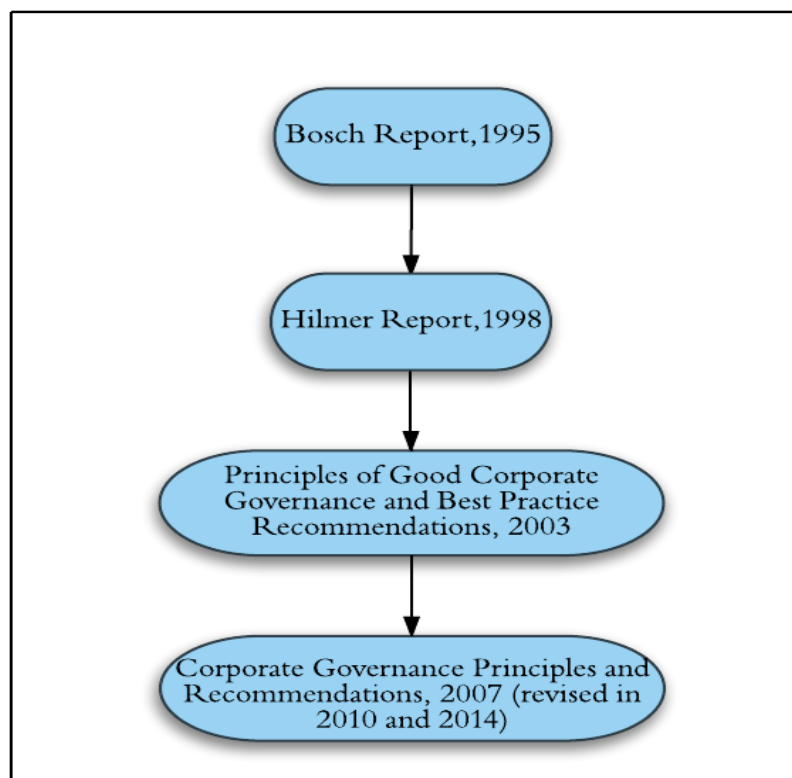 Bosch Report,1995
Hilmer Report,1998
Principles of Good Corporate
Governance and Best Practice
Recommendations, 2003
Corporate Governance Principles and
Recommendations, 2007 (revised in
2010 and 2014)